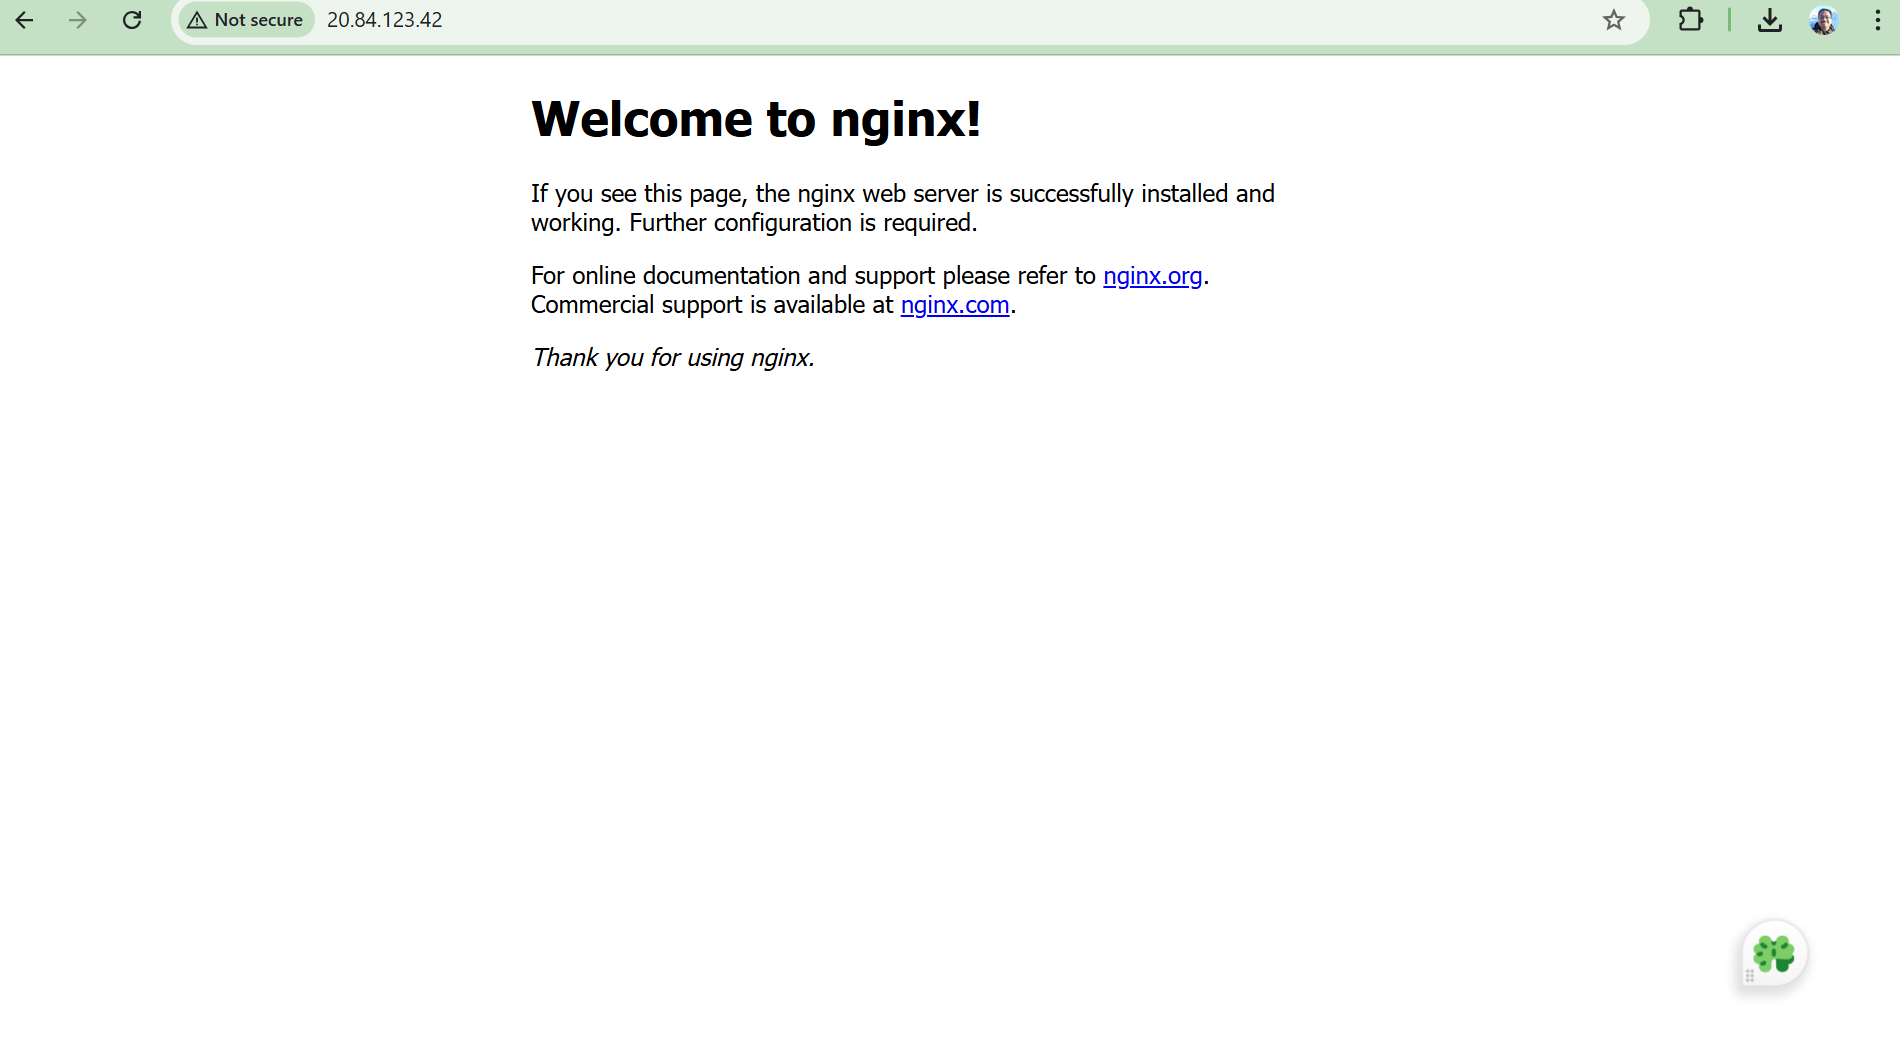 Not secure 20.84.123.42
Welcome to nginx!
If you see this page, the nginx web server is successfully installed and
working. Further configuration is required.
For online documentation and support please refer to nginx.org.
Commercial support is available at nginx.com.
Thank you for using nginx.